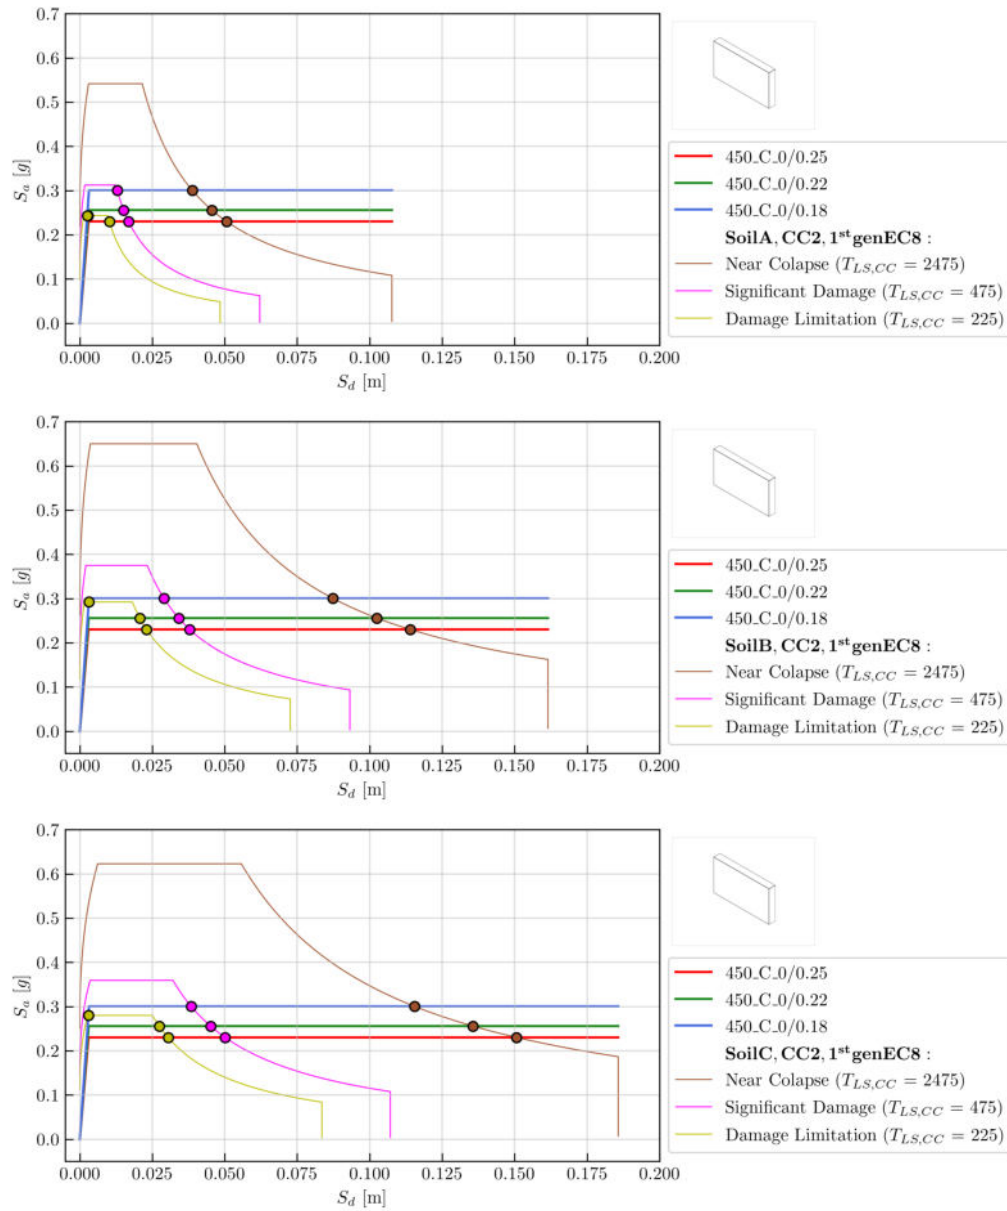 0.7
0.6
0.5
0.4
0.3
0.2
0.1
0.0
S_a [g]
0.000 0.025 0.050 0.075 0.100 0.125 0.150 0.175 0.200
S_d [m]
450_C_0/0.25
450_C_0/0.22
450_C_0/0.18
SoilA, CC2, 1^st genEC8 :
Near Colapse (T_LS,CC = 2475)
Significant Damage (T_LS,CC = 475)
Damage Limitation (T_LS,CC = 225)
0.7
0.6
0.5
0.4
0.3
0.2
0.1
0.0
S_a [g]
0.000 0.025 0.050 0.075 0.100 0.125 0.150 0.175 0.200
S_d [m]
450_C_0/0.25
450_C_0/0.22
450_C_0/0.18
SoilB, CC2, 1^st genEC8 :
Near Colapse (T_LS,CC = 2475)
Significant Damage (T_LS,CC = 475)
Damage Limitation (T_LS,CC = 225)
0.7
0.6
0.5
0.4
0.3
0.2
0.1
0.0
S_a [g]
0.000 0.025 0.050 0.075 0.100 0.125 0.150 0.175 0.200
S_d [m]
450_C_0/0.25
450_C_0/0.22
450_C_0/0.18
SoilC, CC2, 1^st genEC8 :
Near Colapse (T_LS,CC = 2475)
Significant Damage (T_LS,CC = 475)
Damage Limitation (T_LS,CC = 225)